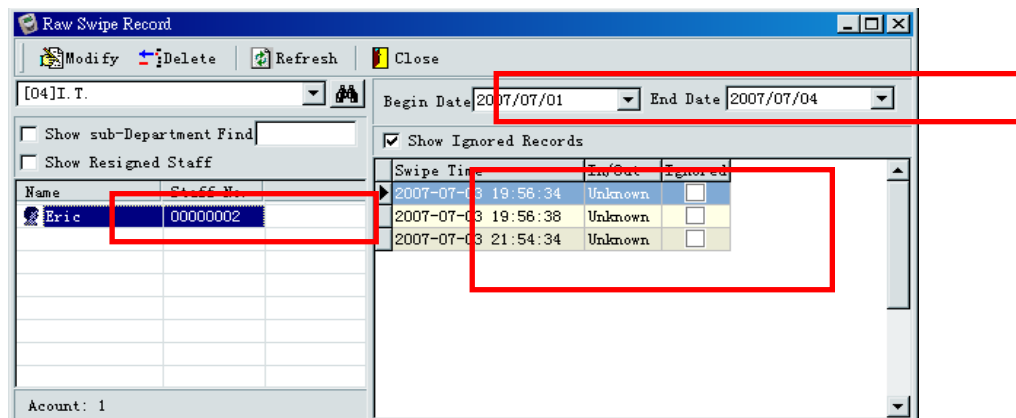 Raw Swipe Record
Modify Delete Refresh Close
[04]I.T.
Begin Date 2007/07/01 End Date 2007/07/04
Show sub-Department Find
Show Ignored Records
Show Resigned Staff
Name Staff No.
Eric 00000002
Swipe Time In/Out Ignored
2007-07-03 19:56:34 Unknown
2007-07-03 19:56:38 Unknown
2007-07-03 21:54:34 Unknown
Acount: 1